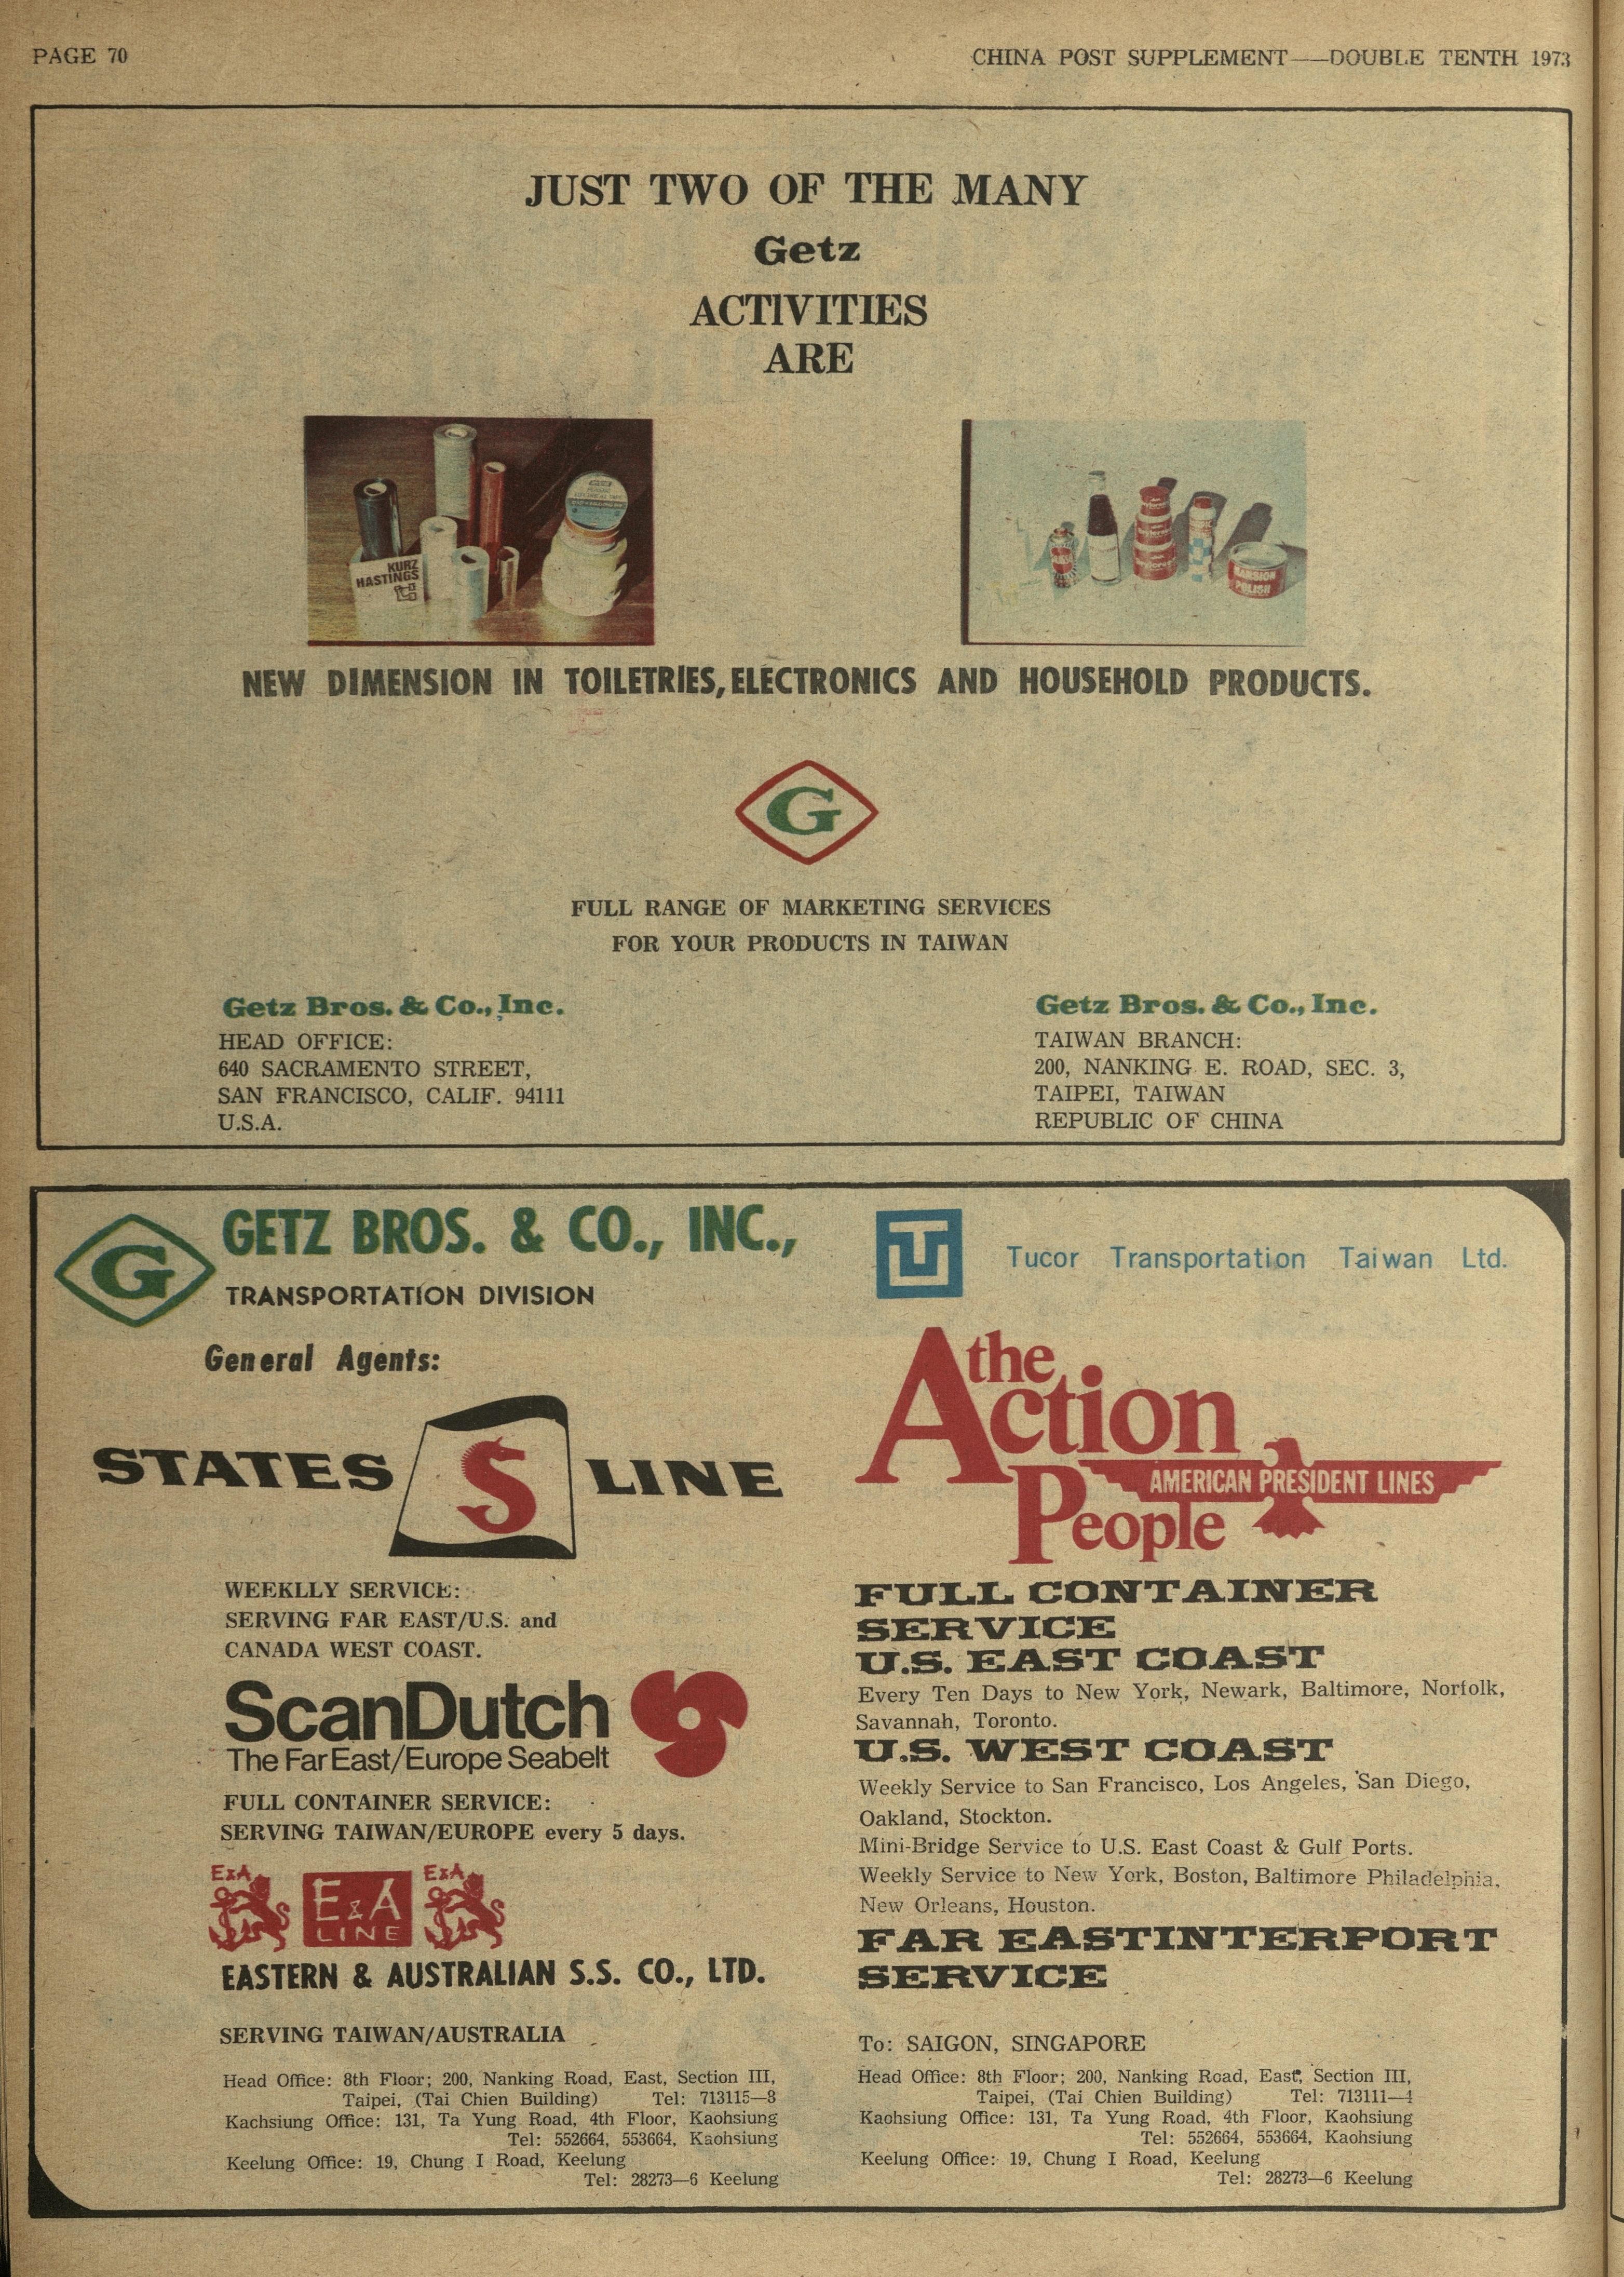 PAGE 70
CHINA POST SUPPLEMENT——DOUBLE TENTH 1973
JUST TWO OF THE MANY
Getz
ACTIVITIES
ARE
KURZ
HASTINGS
NEW DIMENSION IN TOILETRIES, ELECTRONICS AND HOUSEHOLD PRODUCTS.
G
FULL RANGE OF MARKETING SERVICES
FOR YOUR PRODUCTS IN TAIWAN
Getz Bros. & Co., Inc.
HEAD OFFICE:
640 SACRAMENTO STREET,
SAN FRANCISCO, CALIF. 94111
U.S.A.
Getz Bros. & Co., Inc.
TAIWAN BRANCH:
200, NANKING E. ROAD, SEC. 3,
TAIPEI, TAIWAN
REPUBLIC OF CHINA
G
GETZ BROS. & CO., INC.,
TRANSPORTATION DIVISION
General Agents:
STATES S LINE
WEEKLLY SERVICE:
SERVING FAR EAST/U.S. and
CANADA WEST COAST.
ScanDutch
The Far East/Europe Seabelt
FULL CONTAINER SERVICE:
SERVING TAIWAN/EUROPE every 5 days.
E&A E&A E&A
LINE
EASTERN & AUSTRALIAN S.S. CO., LTD.
SERVING TAIWAN/AUSTRALIA
Head Office: 8th Floor; 200, Nanking Road, East, Section III,
Taipei, (Tai Chien Building) Tel: 713115—8
Kaohsiung Office: 131, Ta Yung Road, 4th Floor, Kaohsiung
Tel: 552664, 553664, Kaohsiung
Keelung Office: 19, Chung I Road, Keelung
Tel: 28273—6 Keelung
Tucor Transportation Taiwan Ltd.
the
Action
People
AMERICAN PRESIDENT LINES
FULL CONTAINER
SERVICE
U.S. EAST COAST
Every Ten Days to New York, Newark, Baltimore, Norfolk,
Savannah, Toronto.
U.S. WEST COAST
Weekly Service to San Francisco, Los Angeles, San Diego,
Oakland, Stockton.
Mini-Bridge Service to U.S. East Coast & Gulf Ports.
Weekly Service to New York, Boston, Baltimore Philadelphia,
New Orleans, Houston.
FAR EASTINTERPORT
SERVICE
To: SAIGON, SINGAPORE
Head Office: 8th Floor; 200, Nanking Road, East, Section III,
Taipei, (Tai Chien Building) Tel: 713111—4
Kaohsiung Office: 131, Ta Yung Road, 4th Floor, Kaohsiung
Tel: 552664, 553664, Kaohsiung
Keelung Office: 19, Chung I Road, Keelung
Tel: 28273—6 Keelung